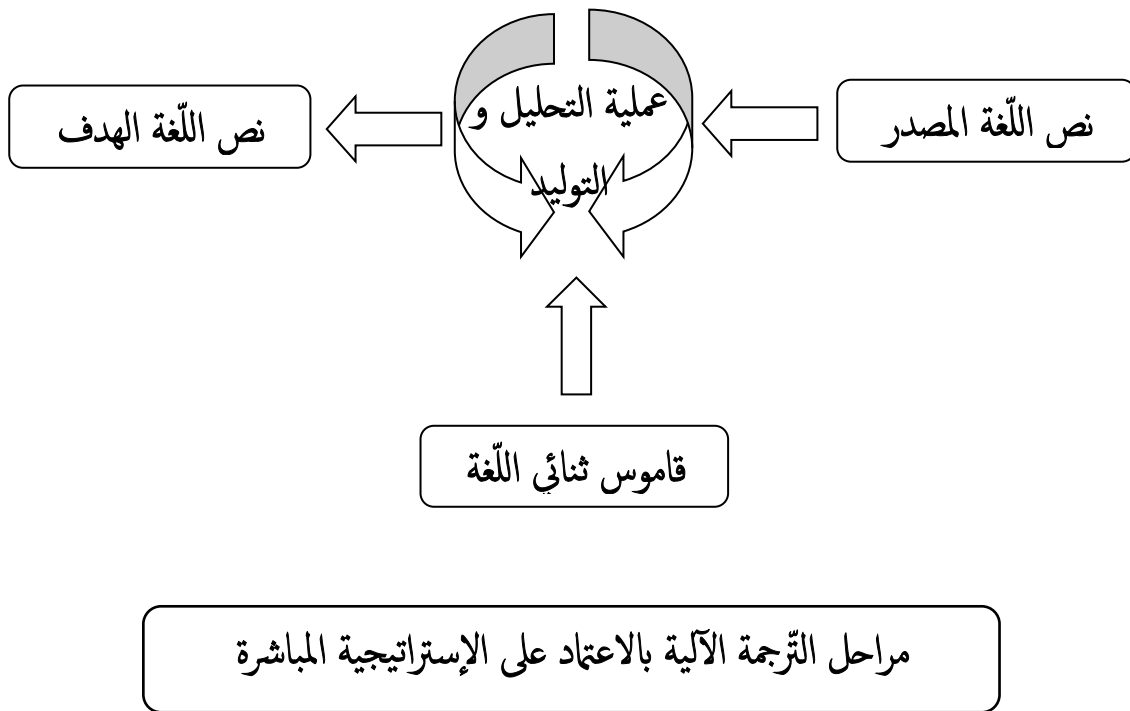 نص اللّغة المصدر
عملية التحليل و
التوليد
نص اللّغة الهدف
قاموس ثنائي اللّغة
مراحل التّرجمة الآلية بالاعتماد على الإستراتيجية المباشرة